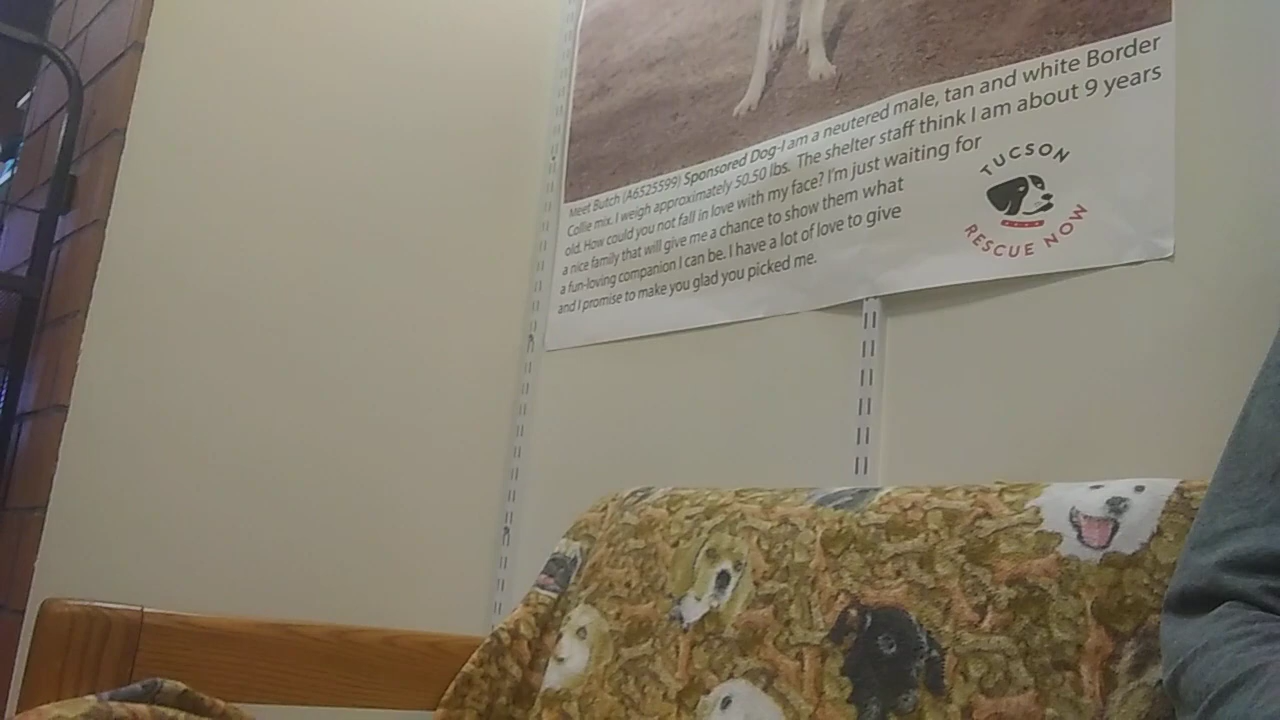 Meet Butch (A6525599) Sponsored Dog-I am a neutered male, tan and white Border
Collie mix. I weigh approximately 50.50 lbs. The shelter staff think I am about 9 years
old. How could you not fall in love with my face? I'm just waiting for
a nice family that will give me a chance to show them what
a fun-loving companion I can be. I have a lot of love to give
and I promise to make you glad you picked me.
TUCSON
RESCUE NOW